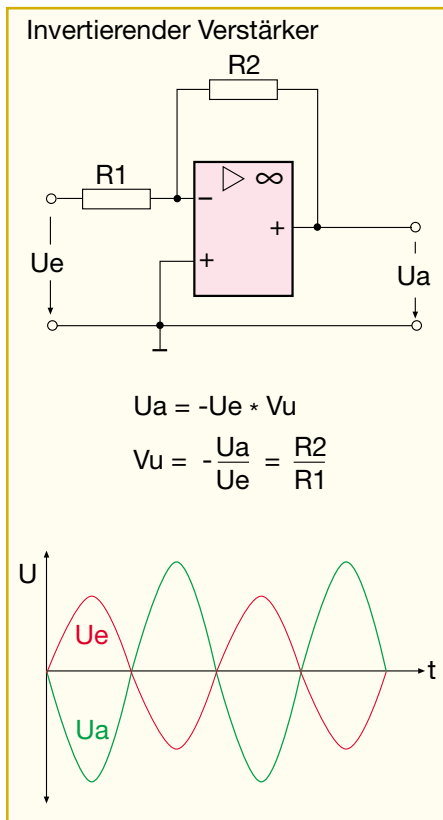 Invertierender Verstärker
R2
R1
▷ ∞
−
+
+
Ue
Ua
Ua = -Ue * Vu
Vu = -Ua/Ue = R2/R1
U
Ue
t
Ua